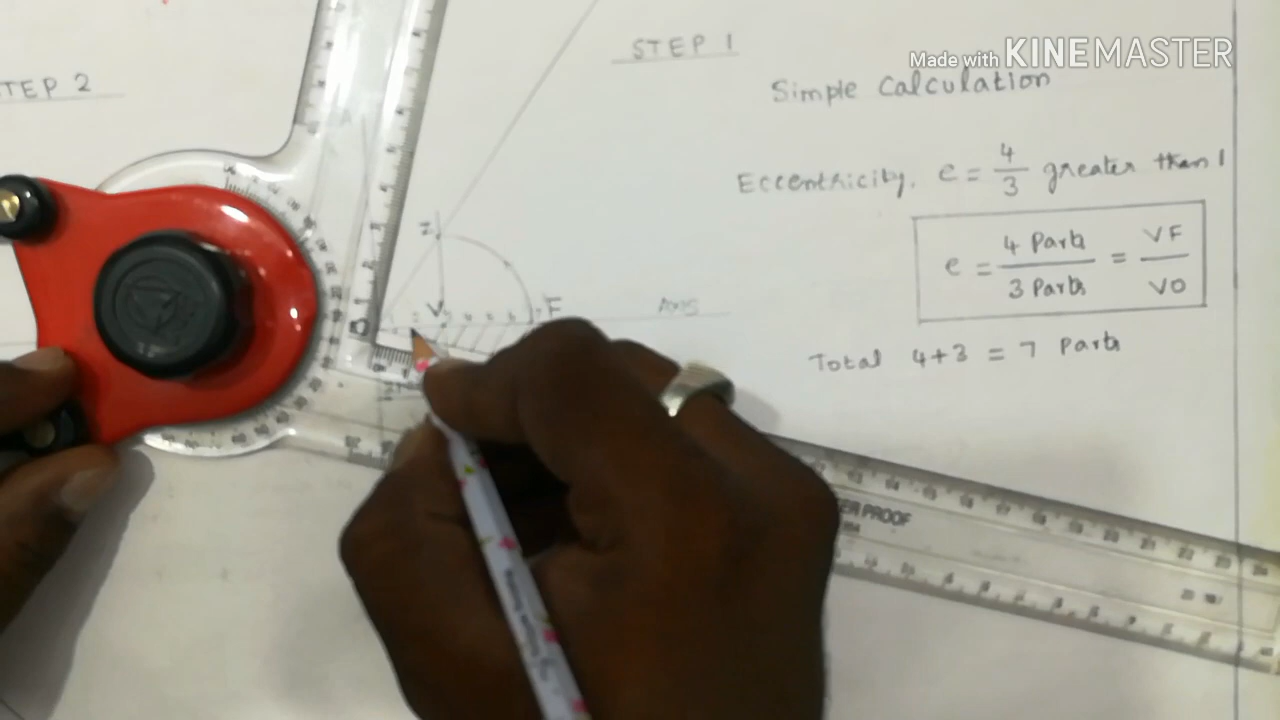 STEP 1
Made with KINEMASTER
TEP 2
Simple Calculation
Eccentricity, e = 4/3 greater than 1
e = 4 Parts / 3 Parts = VF / VO
Total 4+3 = 7 Parts
V F Axis